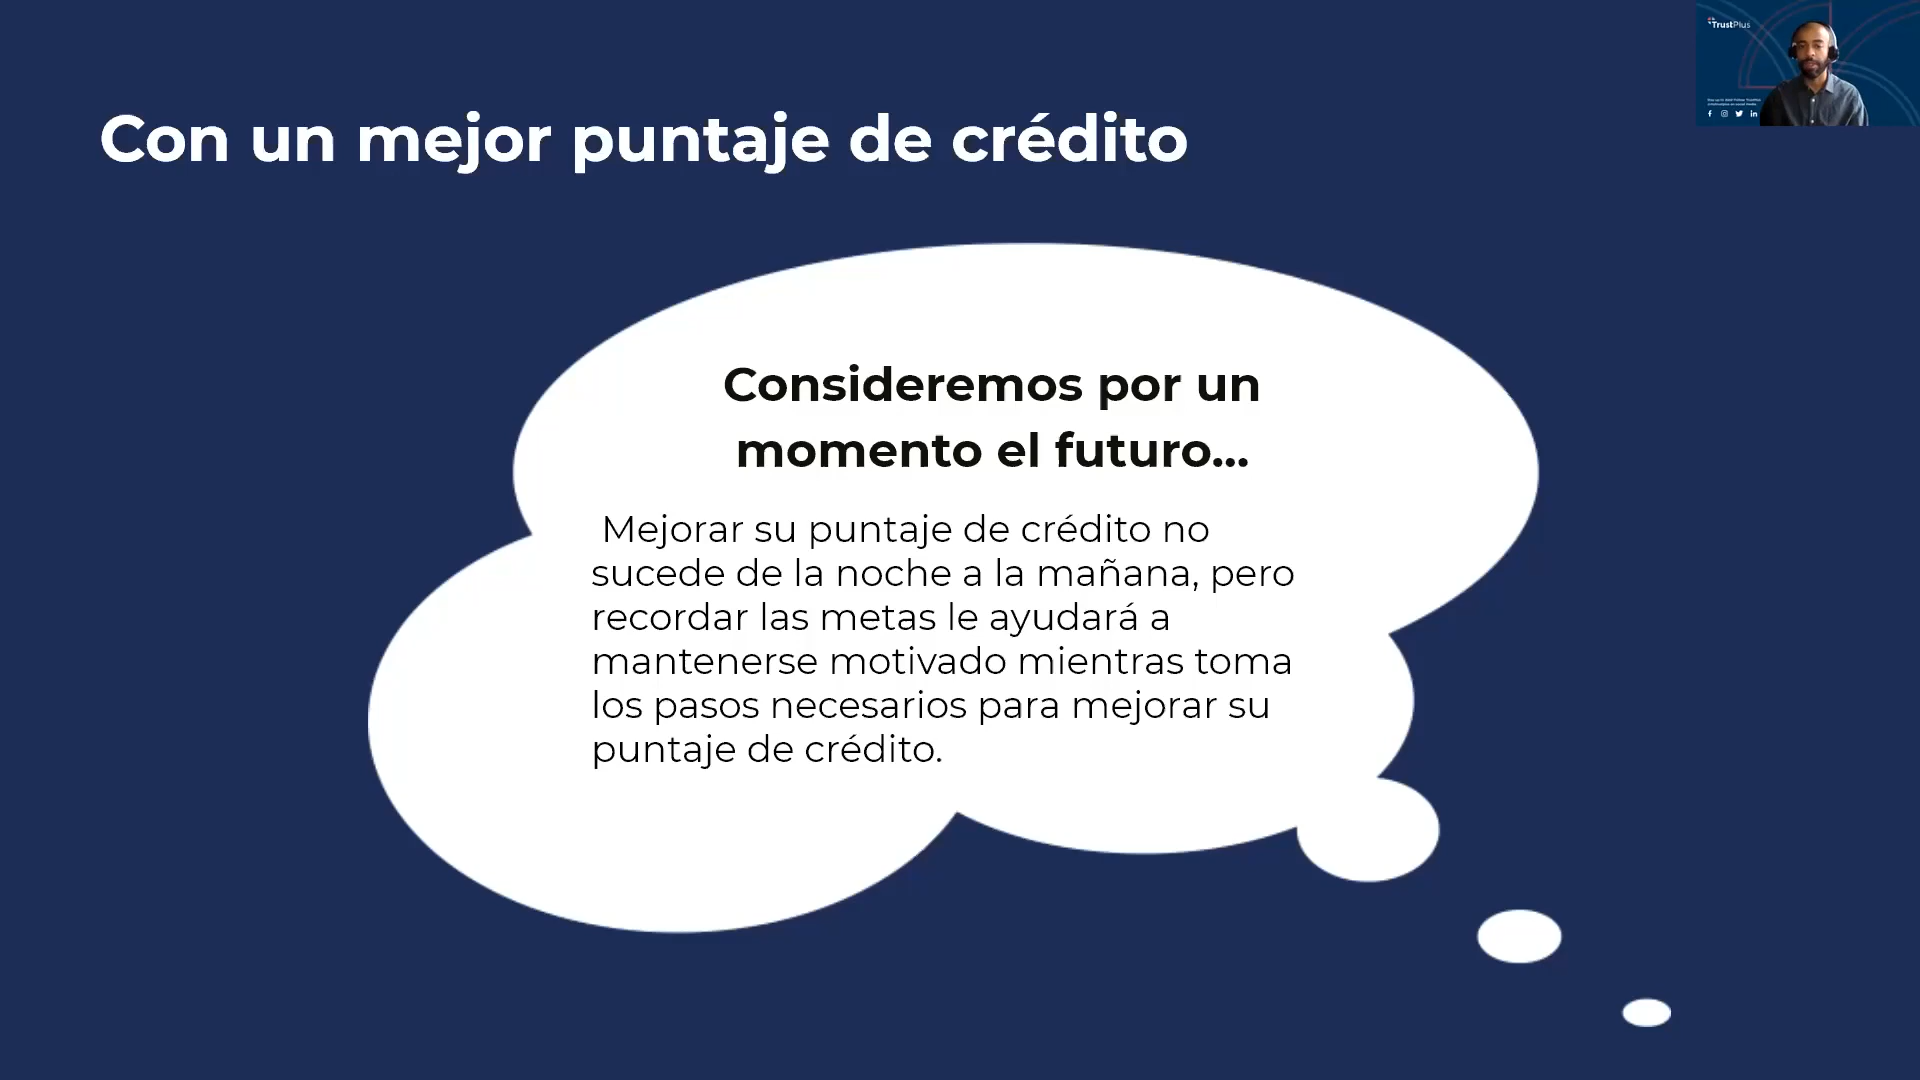 Con un mejor puntaje de crédito
TrustPlus
Consideremos por un
momento el futuro...
Mejorar su puntaje de crédito no
sucede de la noche a la mañana, pero
recordar las metas le ayudará a
mantenerse motivado mientras toma
los pasos necesarios para mejorar su
puntaje de crédito.